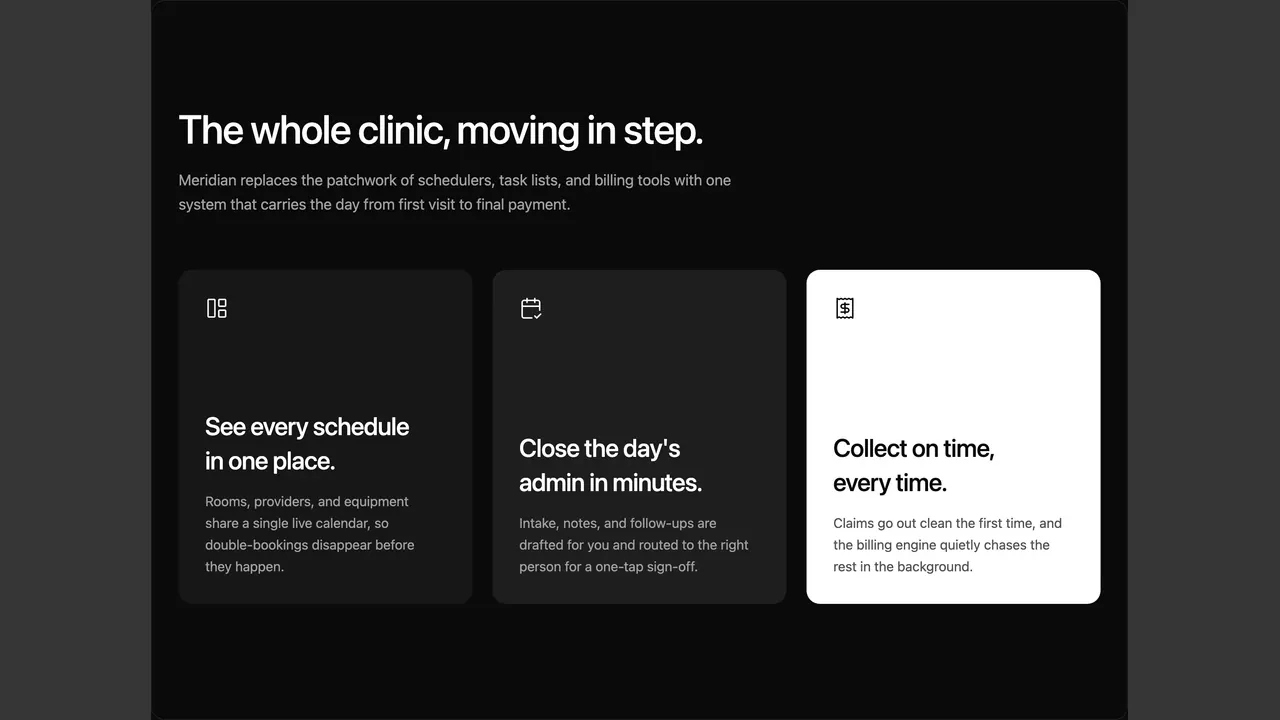 The whole clinic, moving in step.
Meridian replaces the patchwork of schedulers, task lists, and billing tools with one
system that carries the day from first visit to final payment.
See every schedule
in one place.
Rooms, providers, and equipment
share a single live calendar, so
double-bookings disappear before
they happen.
Close the day's
admin in minutes.
Intake, notes, and follow-ups are
drafted for you and routed to the right
person for a one-tap sign-off.
Collect on time,
every time.
Claims go out clean the first time, and
the billing engine quietly chases the
rest in the background.